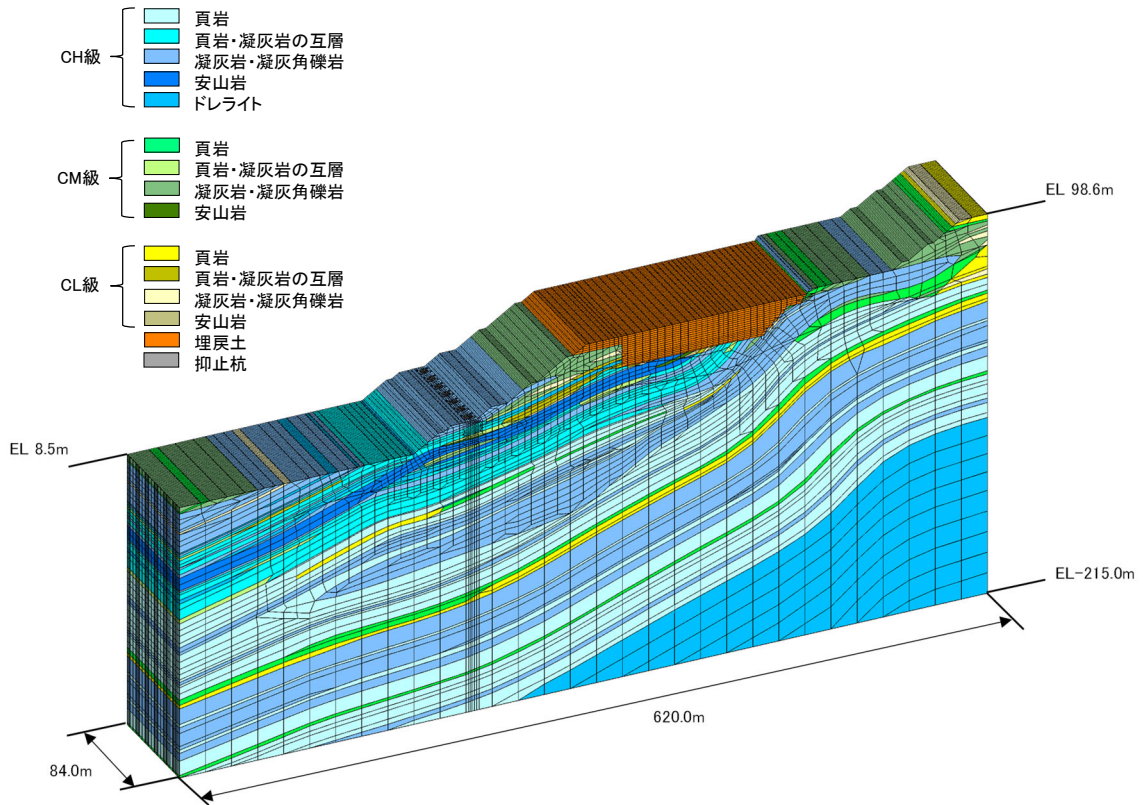 CH級
頁岩
頁岩・凝灰岩の互層
凝灰岩・凝灰角礫岩
安山岩
ドレライト
CM級
頁岩
頁岩・凝灰岩の互層
凝灰岩・凝灰角礫岩
安山岩
CL級
頁岩
頁岩・凝灰岩の互層
凝灰岩・凝灰角礫岩
安山岩
埋戻土
抑止杭
EL 98.6m
EL 8.5m
EL-215.0m
620.0m
84.0m